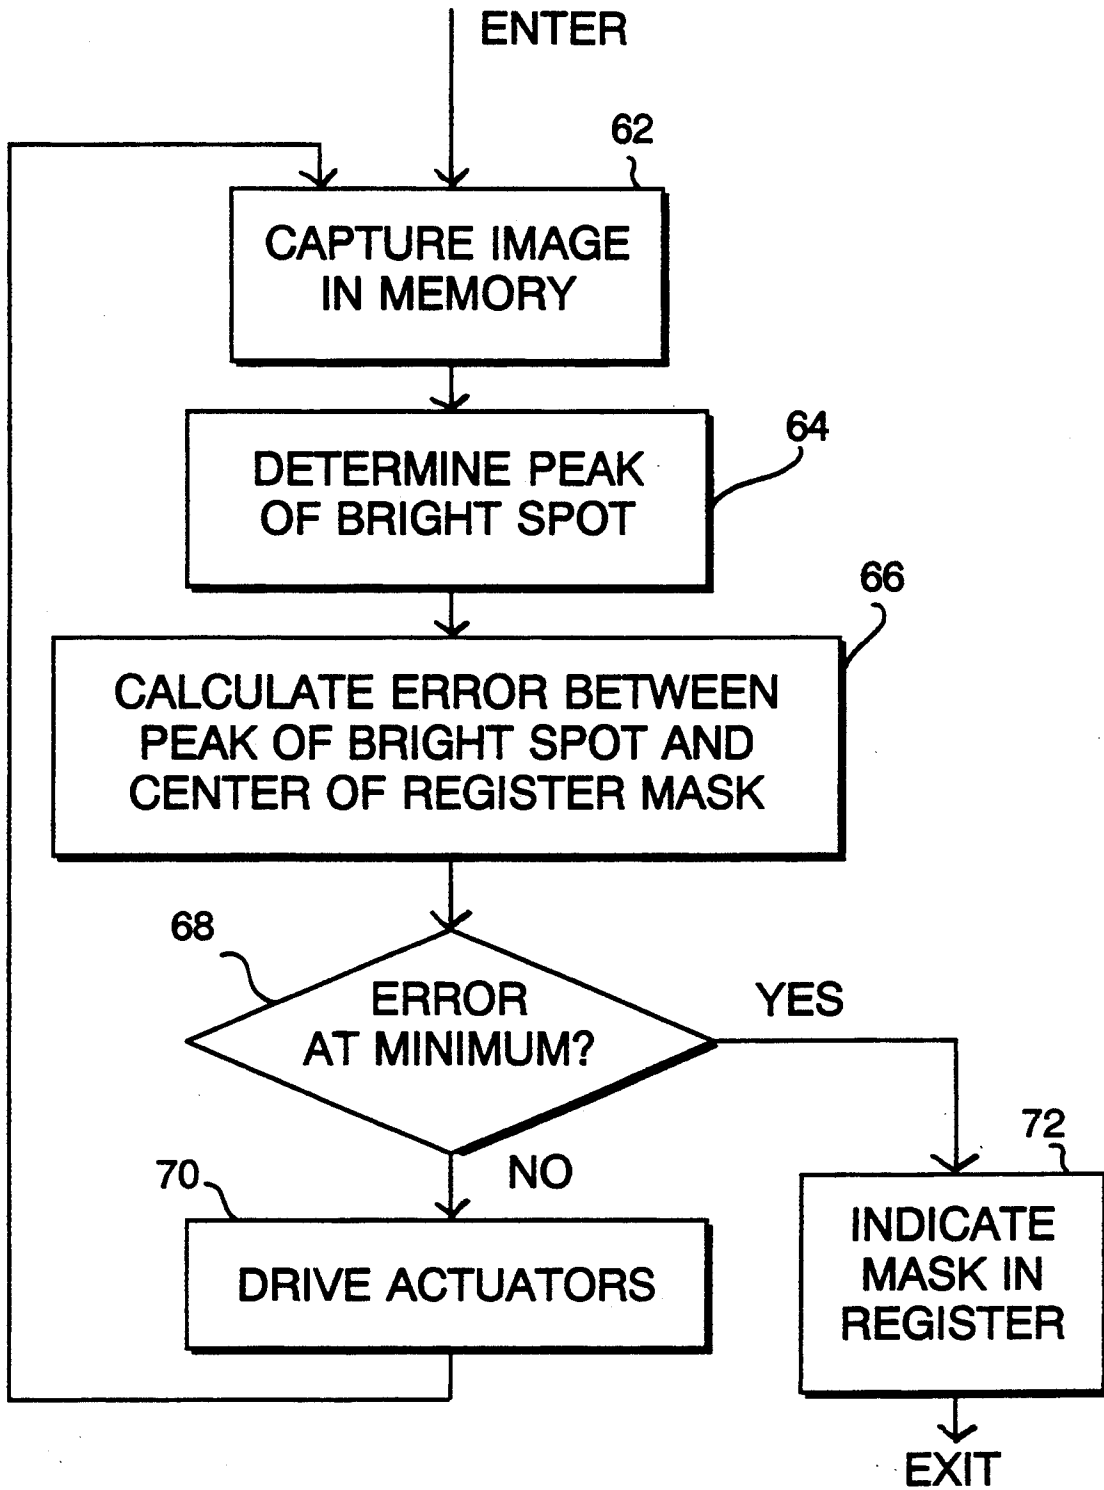 ENTER
62
CAPTURE IMAGE
IN MEMORY
64
DETERMINE PEAK
OF BRIGHT SPOT
66
CALCULATE ERROR BETWEEN
PEAK OF BRIGHT SPOT AND
CENTER OF REGISTER MASK
68
ERROR
AT MINIMUM?
YES
NO
70
DRIVE ACTUATORS
72
INDICATE
MASK IN
REGISTER
EXIT